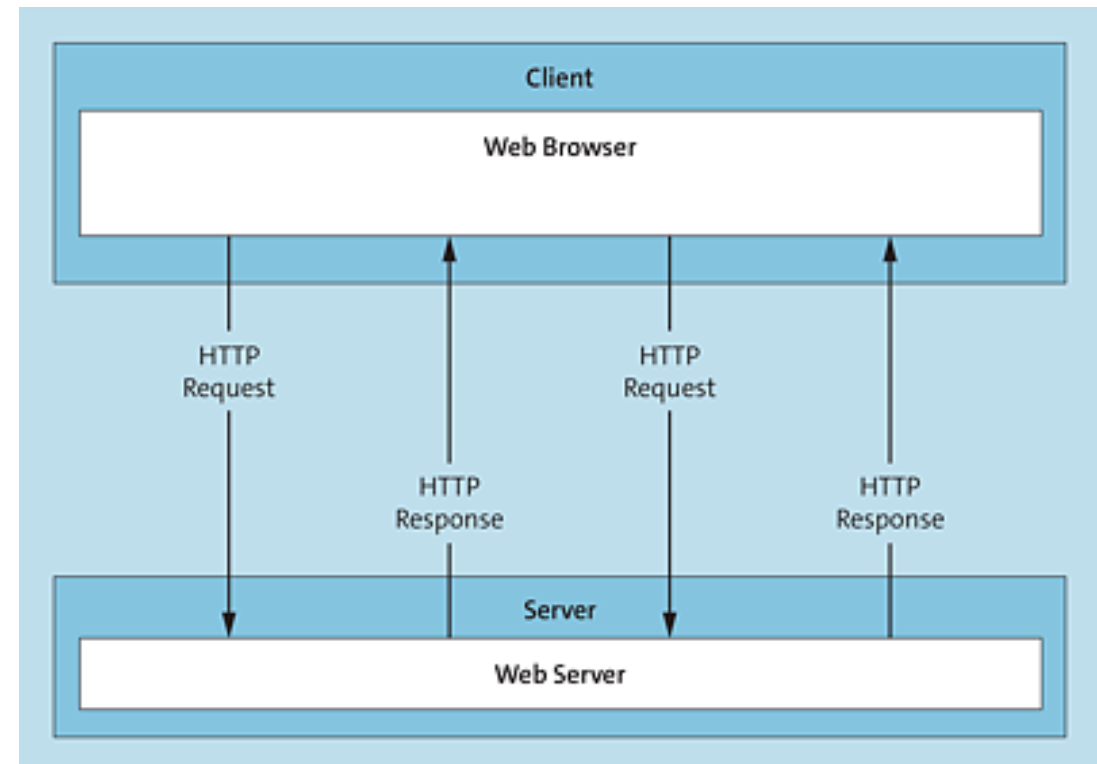 Client
Web Browser
HTTP
Request
HTTP
Response
HTTP
Request
HTTP
Response
Server
Web Server